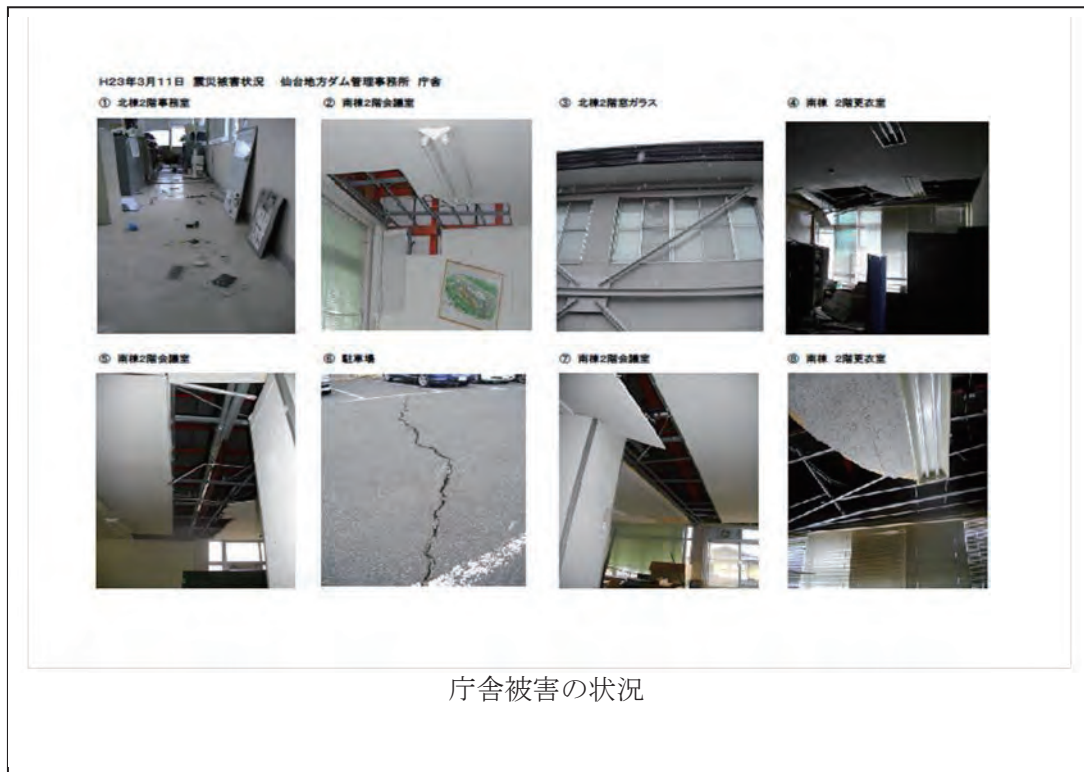 H23年3月11日 震災被害状況 仙台地方ダム管理事務所 庁舎
① 北棟2階事務室
② 南棟2階会議室
③ 北棟2階窓ガラス
④ 南棟 2階更衣室
⑤ 南棟2階会議室
⑥ 駐車場
⑦ 南棟2階会議室
⑧ 南棟 2階更衣室
庁舎被害の状況